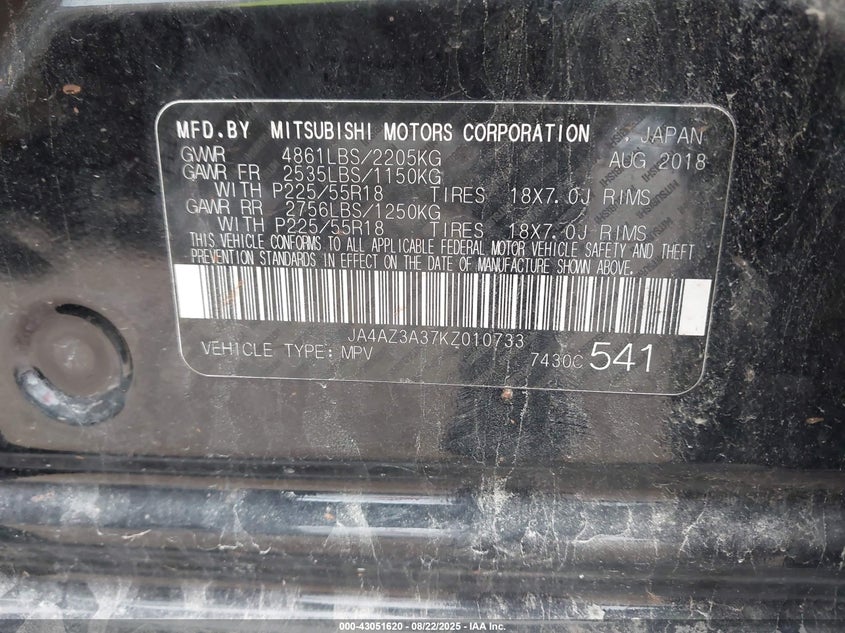 MFD.BY MITSUBISHI MOTORS CORPORATION JAPAN
GVWR 4861LBS/2205KG AUG 2018
GAWR FR 2535LBS/1150KG
WITH P225/55R18 TIRES 18X7.0J RIMS
GAWR RR 2756LBS/1250KG
WITH P225/55R18 TIRES 18X7.0J RIMS
THIS VEHICLE CONFORMS TO ALL APPLICABLE FEDERAL MOTOR VEHICLE SAFETY AND THEFT
PREVENTION STANDARDS IN EFFECT ON THE DATE OF MANUFACTURE SHOWN ABOVE.
JA4AZ3A37KZ010733
VEHICLE TYPE: MPV 7430C 541
000-43051620 - 08/22/2025 - IAA Inc.